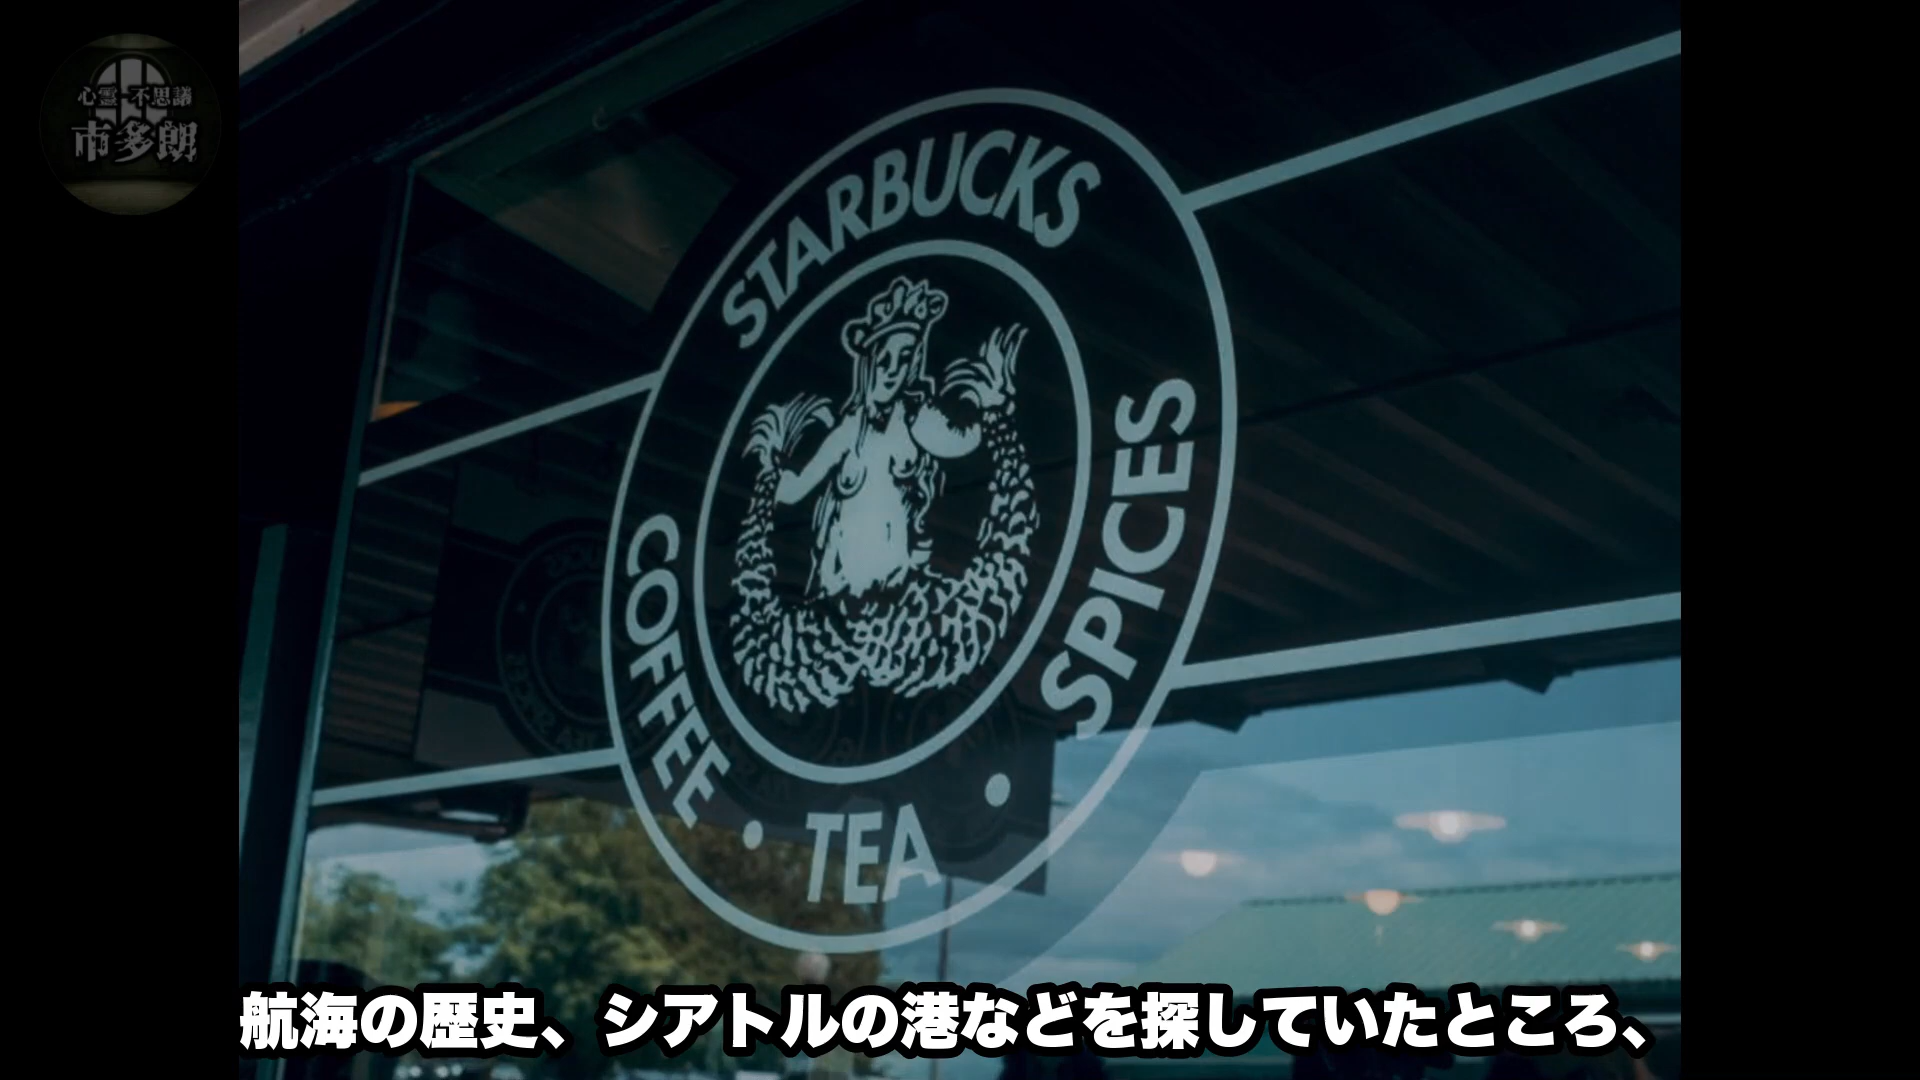 心霊 不思議
市多朗
STARBUCKS
COFFEE • TEA • SPICES
航海の歴史、シアトルの港などを探していたところ、